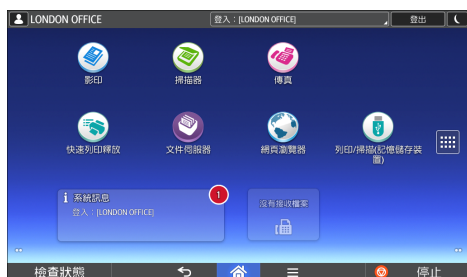 LONDON OFFICE
登入：[LONDON OFFICE]
登出
影印
掃描器
傳真
快速列印釋放
文件伺服器
網頁瀏覽器
列印/掃描(記憶儲存裝
置)
系統訊息
1
登入：[LONDON OFFICE]
沒有接收檔案
檢查狀態
停止